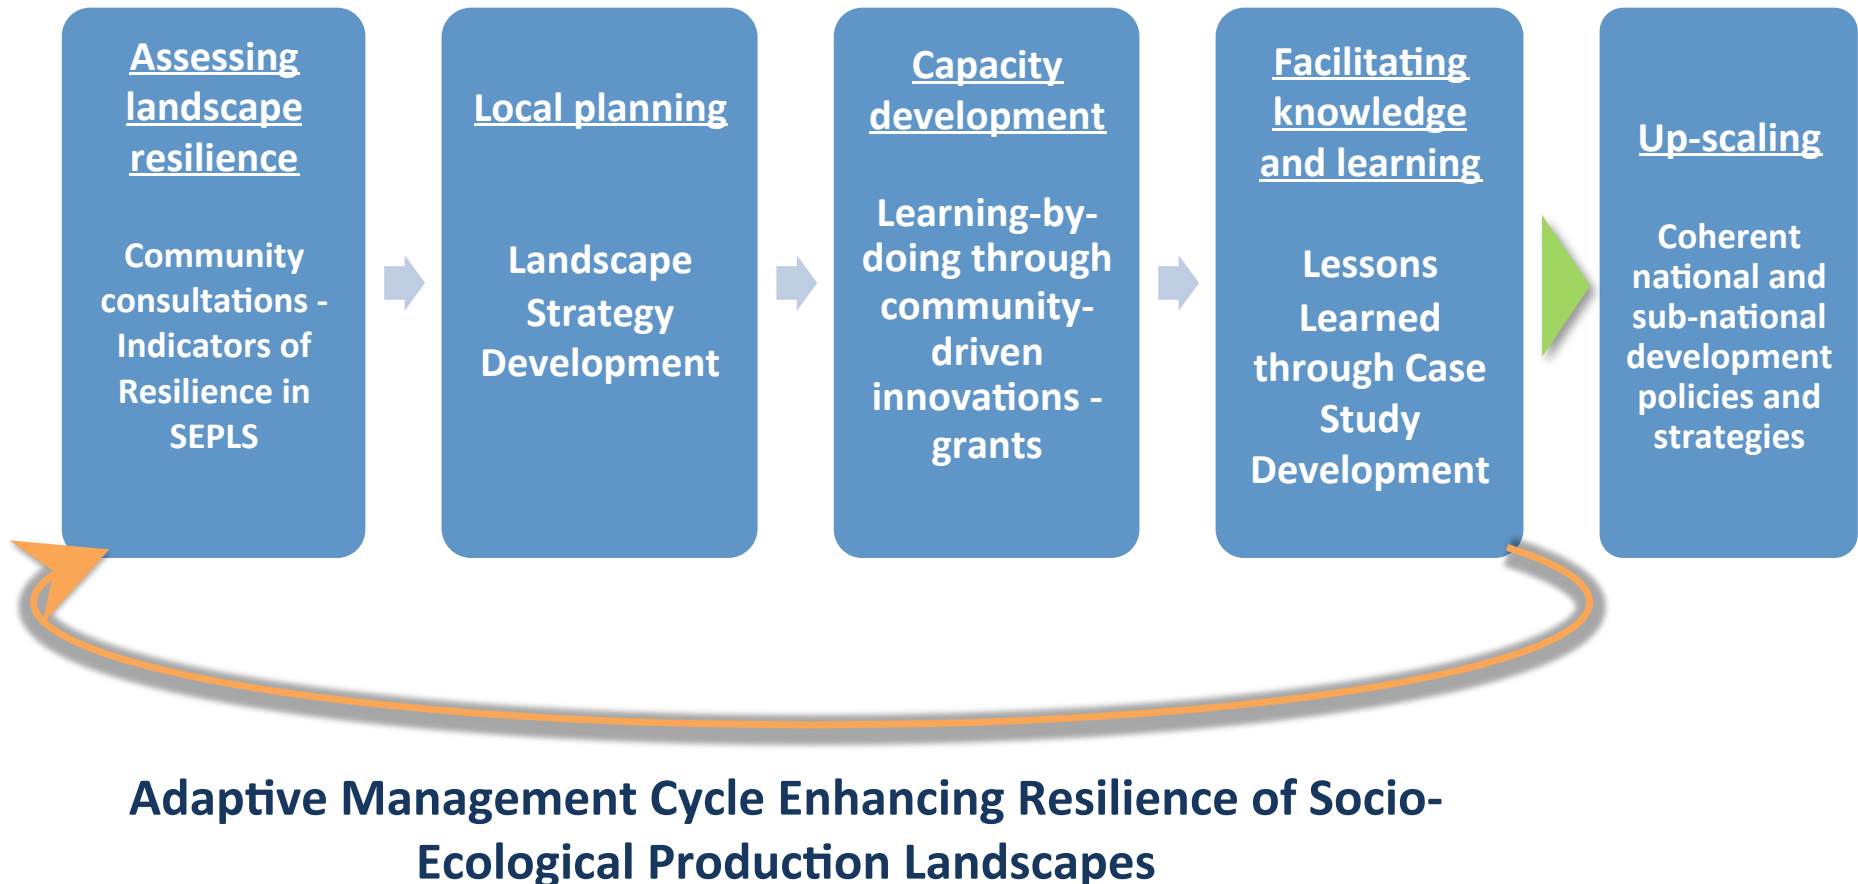 Assessing
landscape
resilience
Community
consultations -
Indicators of
Resilience in
SEPLS
Local planning
Landscape
Strategy
Development
Capacity
development
Learning-by-
doing through
community-
driven
innovations -
grants
Facilitating
knowledge
and learning
Lessons
Learned
through Case
Study
Development
Up-scaling
Coherent
national and
sub-national
development
policies and
strategies
Adaptive Management Cycle Enhancing Resilience of Socio-
Ecological Production Landscapes